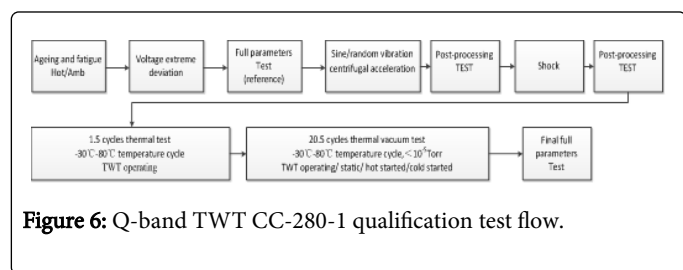 Ageing and fatigue
Hot/Amb
Voltage extreme
deviation
Full parameters
Test
(reference)
Sine/random vibration
centrifugal acceleration
Post-processing
TEST
Shock
Post-processing
TEST
1.5 cycles thermal test
-30℃-80℃ temperature cycle
TWT operating
20.5 cycles thermal vacuum test
-30℃-80℃ temperature cycle,<10⁻⁵Torr
TWT operating/ static/ hot started/cold started
Final full
parameters
Test
Figure 6: Q-band TWT CC-280-1 qualification test flow.